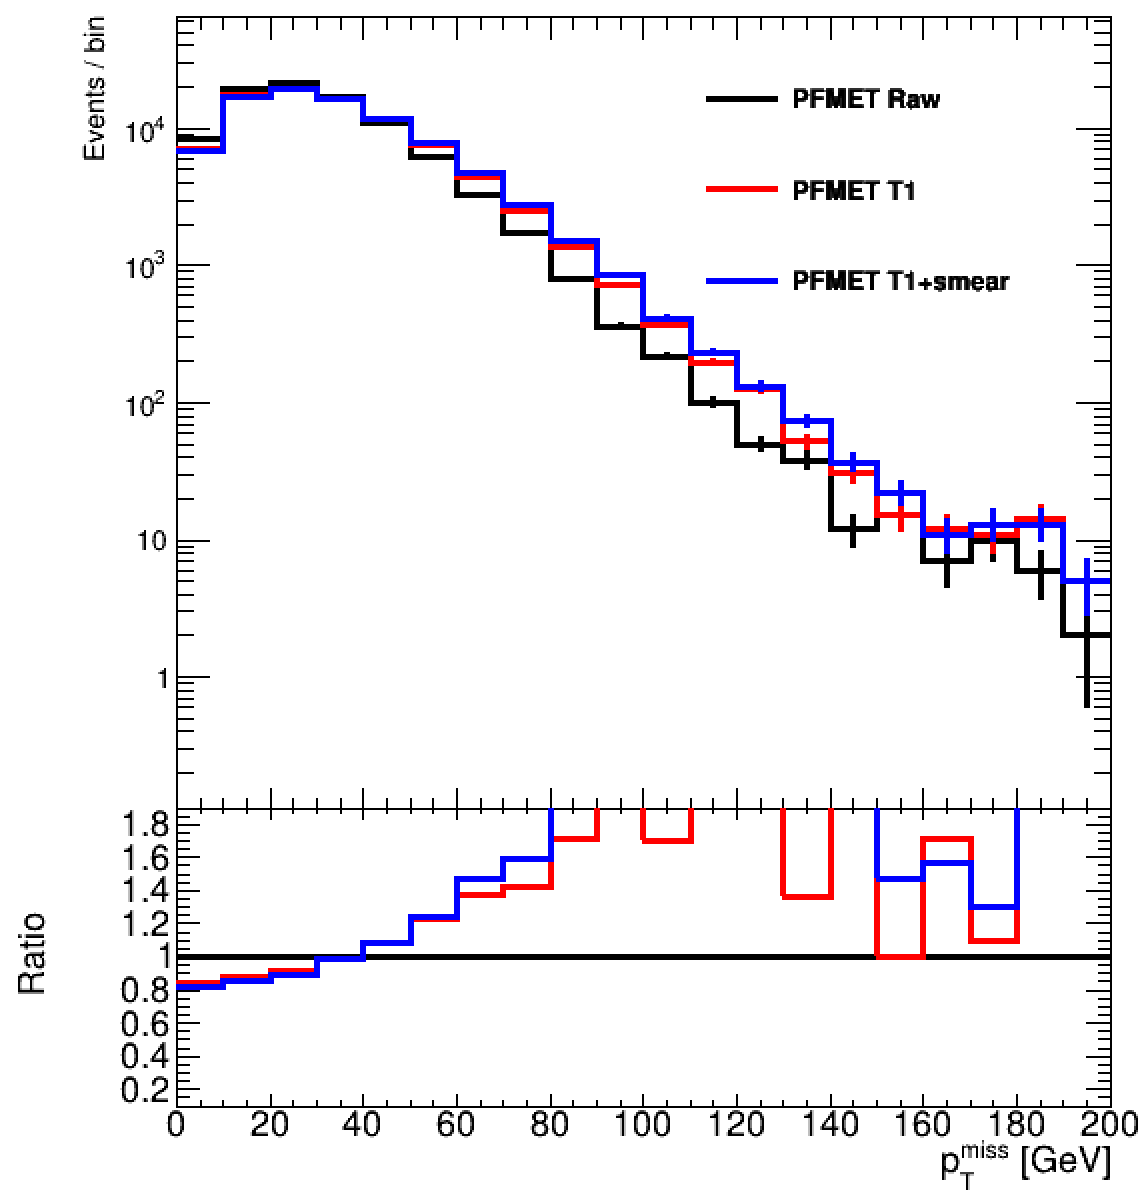 Events / bin
10⁴
10³
10²
10
1
PFMET Raw
PFMET T1
PFMET T1+smear
Ratio
1.8
1.6
1.4
1.2
1
0.8
0.6
0.4
0.2
0 20 40 60 80 100 120 140 160 180 200
p_T^miss [GeV]